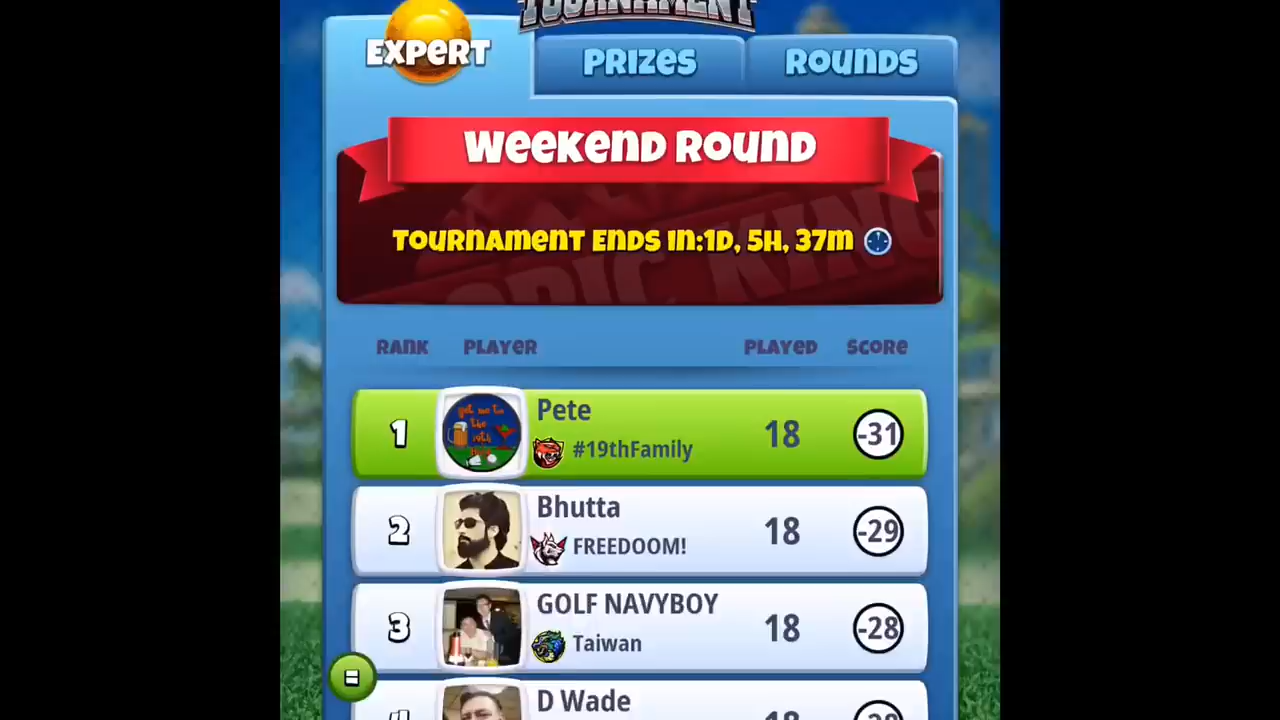 TOURNAMENT
EXPERT
PRIZES
ROUNDS
WEEKEND ROUND
TOURNAMENT ENDS IN:1D, 5H, 37M
RANK PLAYER PLAYED SCORE
1 Pete 18 -31
#19thFamily
2 Bhutta 18 -29
FREEDOOM!
3 GOLF NAVYBOY 18 -28
Taiwan
D Wade
18